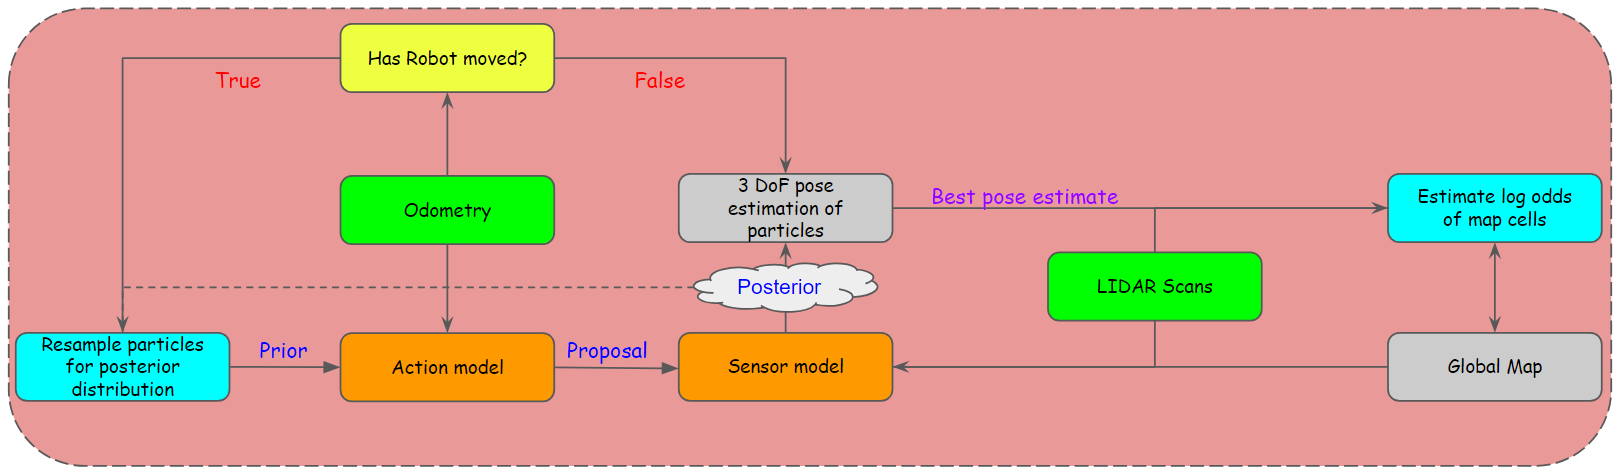 Has Robot moved?
True
False
Odometry
3 DoF pose
estimation of
particles
Best pose estimate
Estimate log odds
of map cells
LIDAR Scans
Posterior
Resample particles
for posterior
distribution
Prior
Action model
Proposal
Sensor model
Global Map